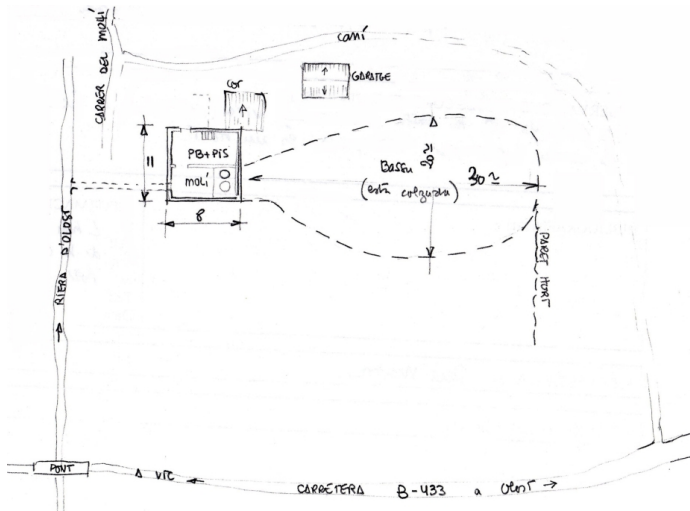 CARRER DEL MOLÍ
camí
GARATGE
COT
PB+PIS
MOLÍ
11
8
Bassa
(està colgada)
30 ≈
PARET HORT
RIERA D'OLOST
PONT
A VIC
CARRETERA B-433 a Olost